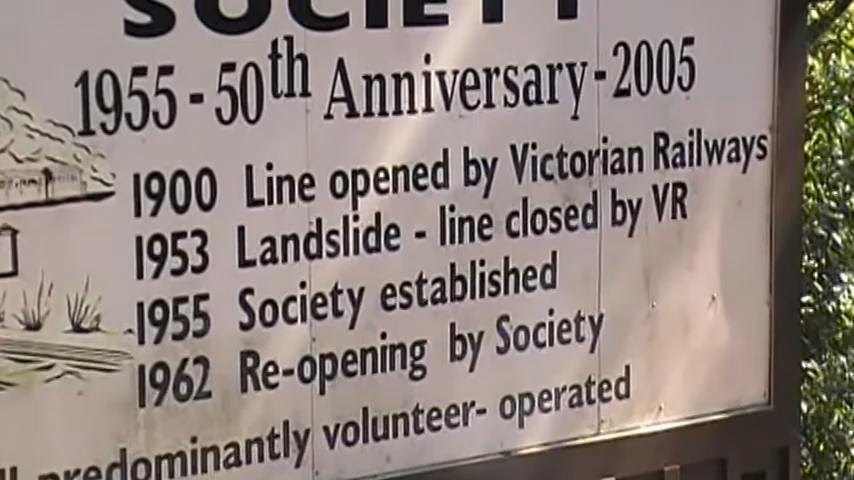 SOCIETY
1955 - 50th Anniversary - 2005
1900 Line opened by Victorian Railways
1953 Landslide - line closed by VR
1955 Society established
1962 Re-opening by Society
predominantly volunteer- operated